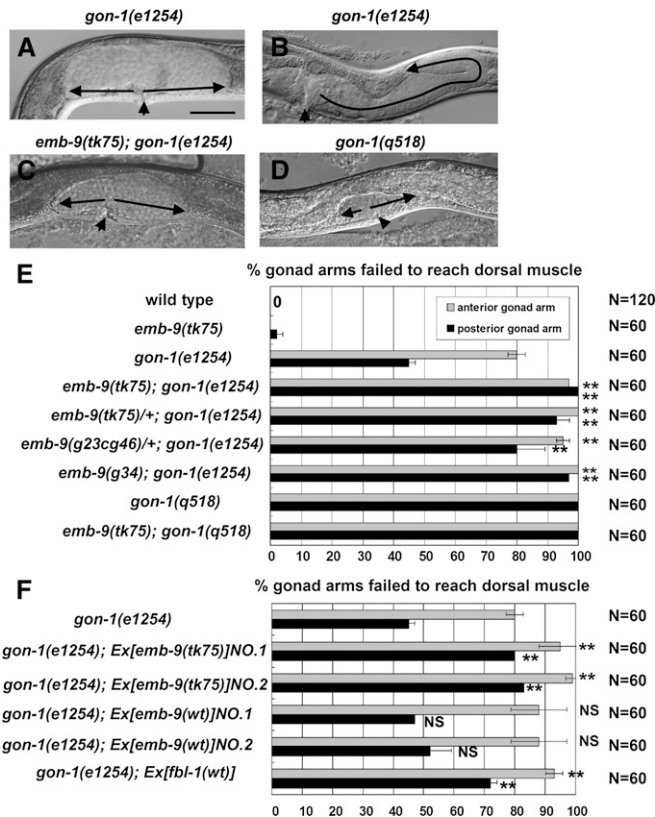 gon-1(e1254) gon-1(e1254)
A B
emb-9(tk75); gon-1(e1254) gon-1(q518)
C D
E % gonad arms failed to reach dorsal muscle
wild type 0 N=120
anterior gonad arm
posterior gonad arm
emb-9(tk75) N=60
gon-1(e1254) N=60
emb-9(tk75); gon-1(e1254) ** ** N=60
emb-9(tk75)/+; gon-1(e1254) ** ** N=60
emb-9(g23cg46)/+; gon-1(e1254) ** ** N=60
emb-9(g34); gon-1(e1254) ** ** N=60
gon-1(q518) N=60
emb-9(tk75); gon-1(q518) N=60
0 10 20 30 40 50 60 70 80 90 100
F % gonad arms failed to reach dorsal muscle
gon-1(e1254) N=60
gon-1(e1254); Ex[emb-9(tk75)]NO.1 ** ** N=60
gon-1(e1254); Ex[emb-9(tk75)]NO.2 ** ** N=60
gon-1(e1254); Ex[emb-9(wt)]NO.1 NS NS N=60
gon-1(e1254); Ex[emb-9(wt)]NO.2 NS NS N=60
gon-1(e1254); Ex[fbl-1(wt)] ** ** N=60
0 10 20 30 40 50 60 70 80 90 100